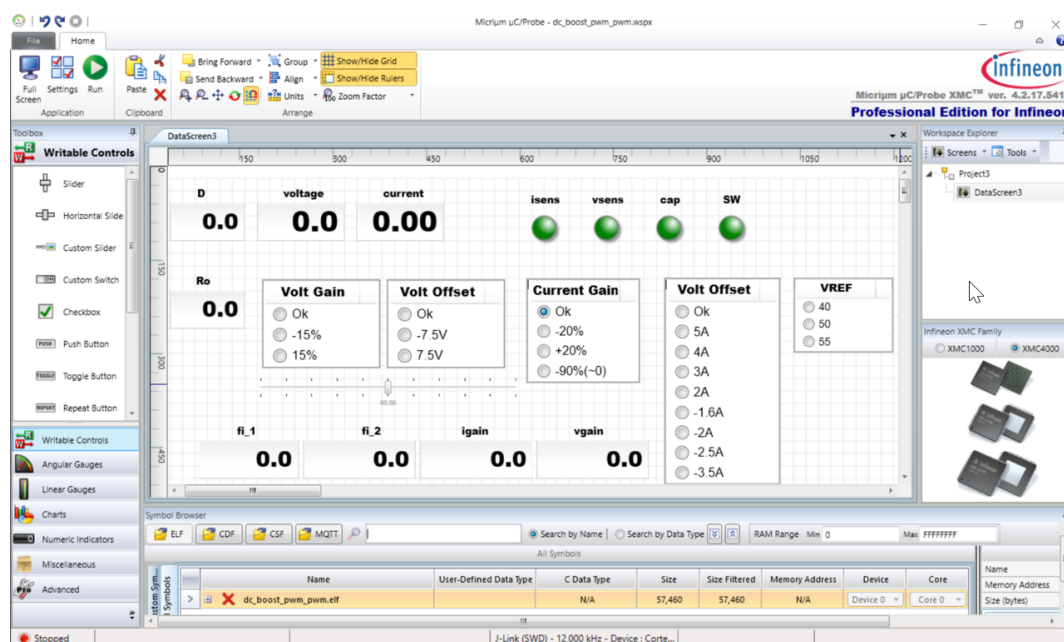 Micriµm µC/Probe - dc_boost_pwm_pwm.wspx
File Home
Full Screen
Settings
Run
Application
Paste
Clipboard
Bring Forward
Send Backward
Group
Align
Units
Show/Hide Grid
Show/Hide Rulers
Zoom Factor
Arrange
infineon
Micriµm µC/Probe XMC™ ver. 4.2.17.541
Professional Edition for Infineon
Toolbox
Writable Controls
Slider
Horizontal Slide
Custom Slider
Custom Switch
Checkbox
PUSH Push Button
TOGGLE Toggle Button
REPEAT Repeat Button
Writable Controls
Angular Gauges
Linear Gauges
Charts
Numeric Indicators
Miscellaneous
Pro Advanced
DataScreen3
150 300 450 600 750 900 1050 1200
0
150
300
450
D voltage current
0.0 0.0 0.00
isens vsens cap SW
Ro
0.0
Volt Gain
Ok
-15%
15%
Volt Offset
Ok
-7.5V
7.5V
Current Gain
Ok
-20%
+20%
-90%(~0)
Volt Offset
Ok
5A
4A
3A
2A
-1.6A
-2A
-2.5A
-3.5A
VREF
40
50
55
fi_1 fi_2 igain vgain
0.0 0.0 0.0 0.0
Workspace Explorer
Screens Tools
Project3
DataScreen3
Infineon XMC Family
XMC1000 XMC4000
Symbol Browser
ELF CDF CSF MQTT
Search by Name Search by Data Type
RAM Range Min 0 Max FFFFFFFF
All Symbols
Name User-Defined Data Type C Data Type Size Size Filtered Memory Address Device Core
dc_boost_pwm_pwm.elf N/A 57,460 57,460 N/A Device 0 Core 0
Name
Memory Address
Size (bytes)
Stopped
J-Link (SWD) - 12.000 kHz - Device : Corte...